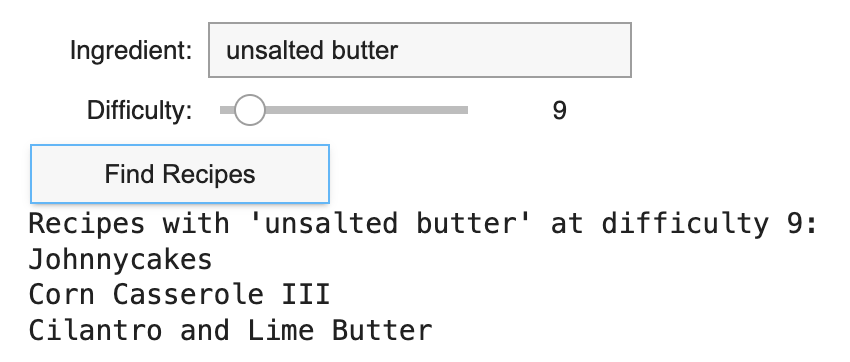 Ingredient: unsalted butter
Difficulty: 9
Find Recipes
Recipes with 'unsalted butter' at difficulty 9:
Johnnycakes
Corn Casserole III
Cilantro and Lime Butter